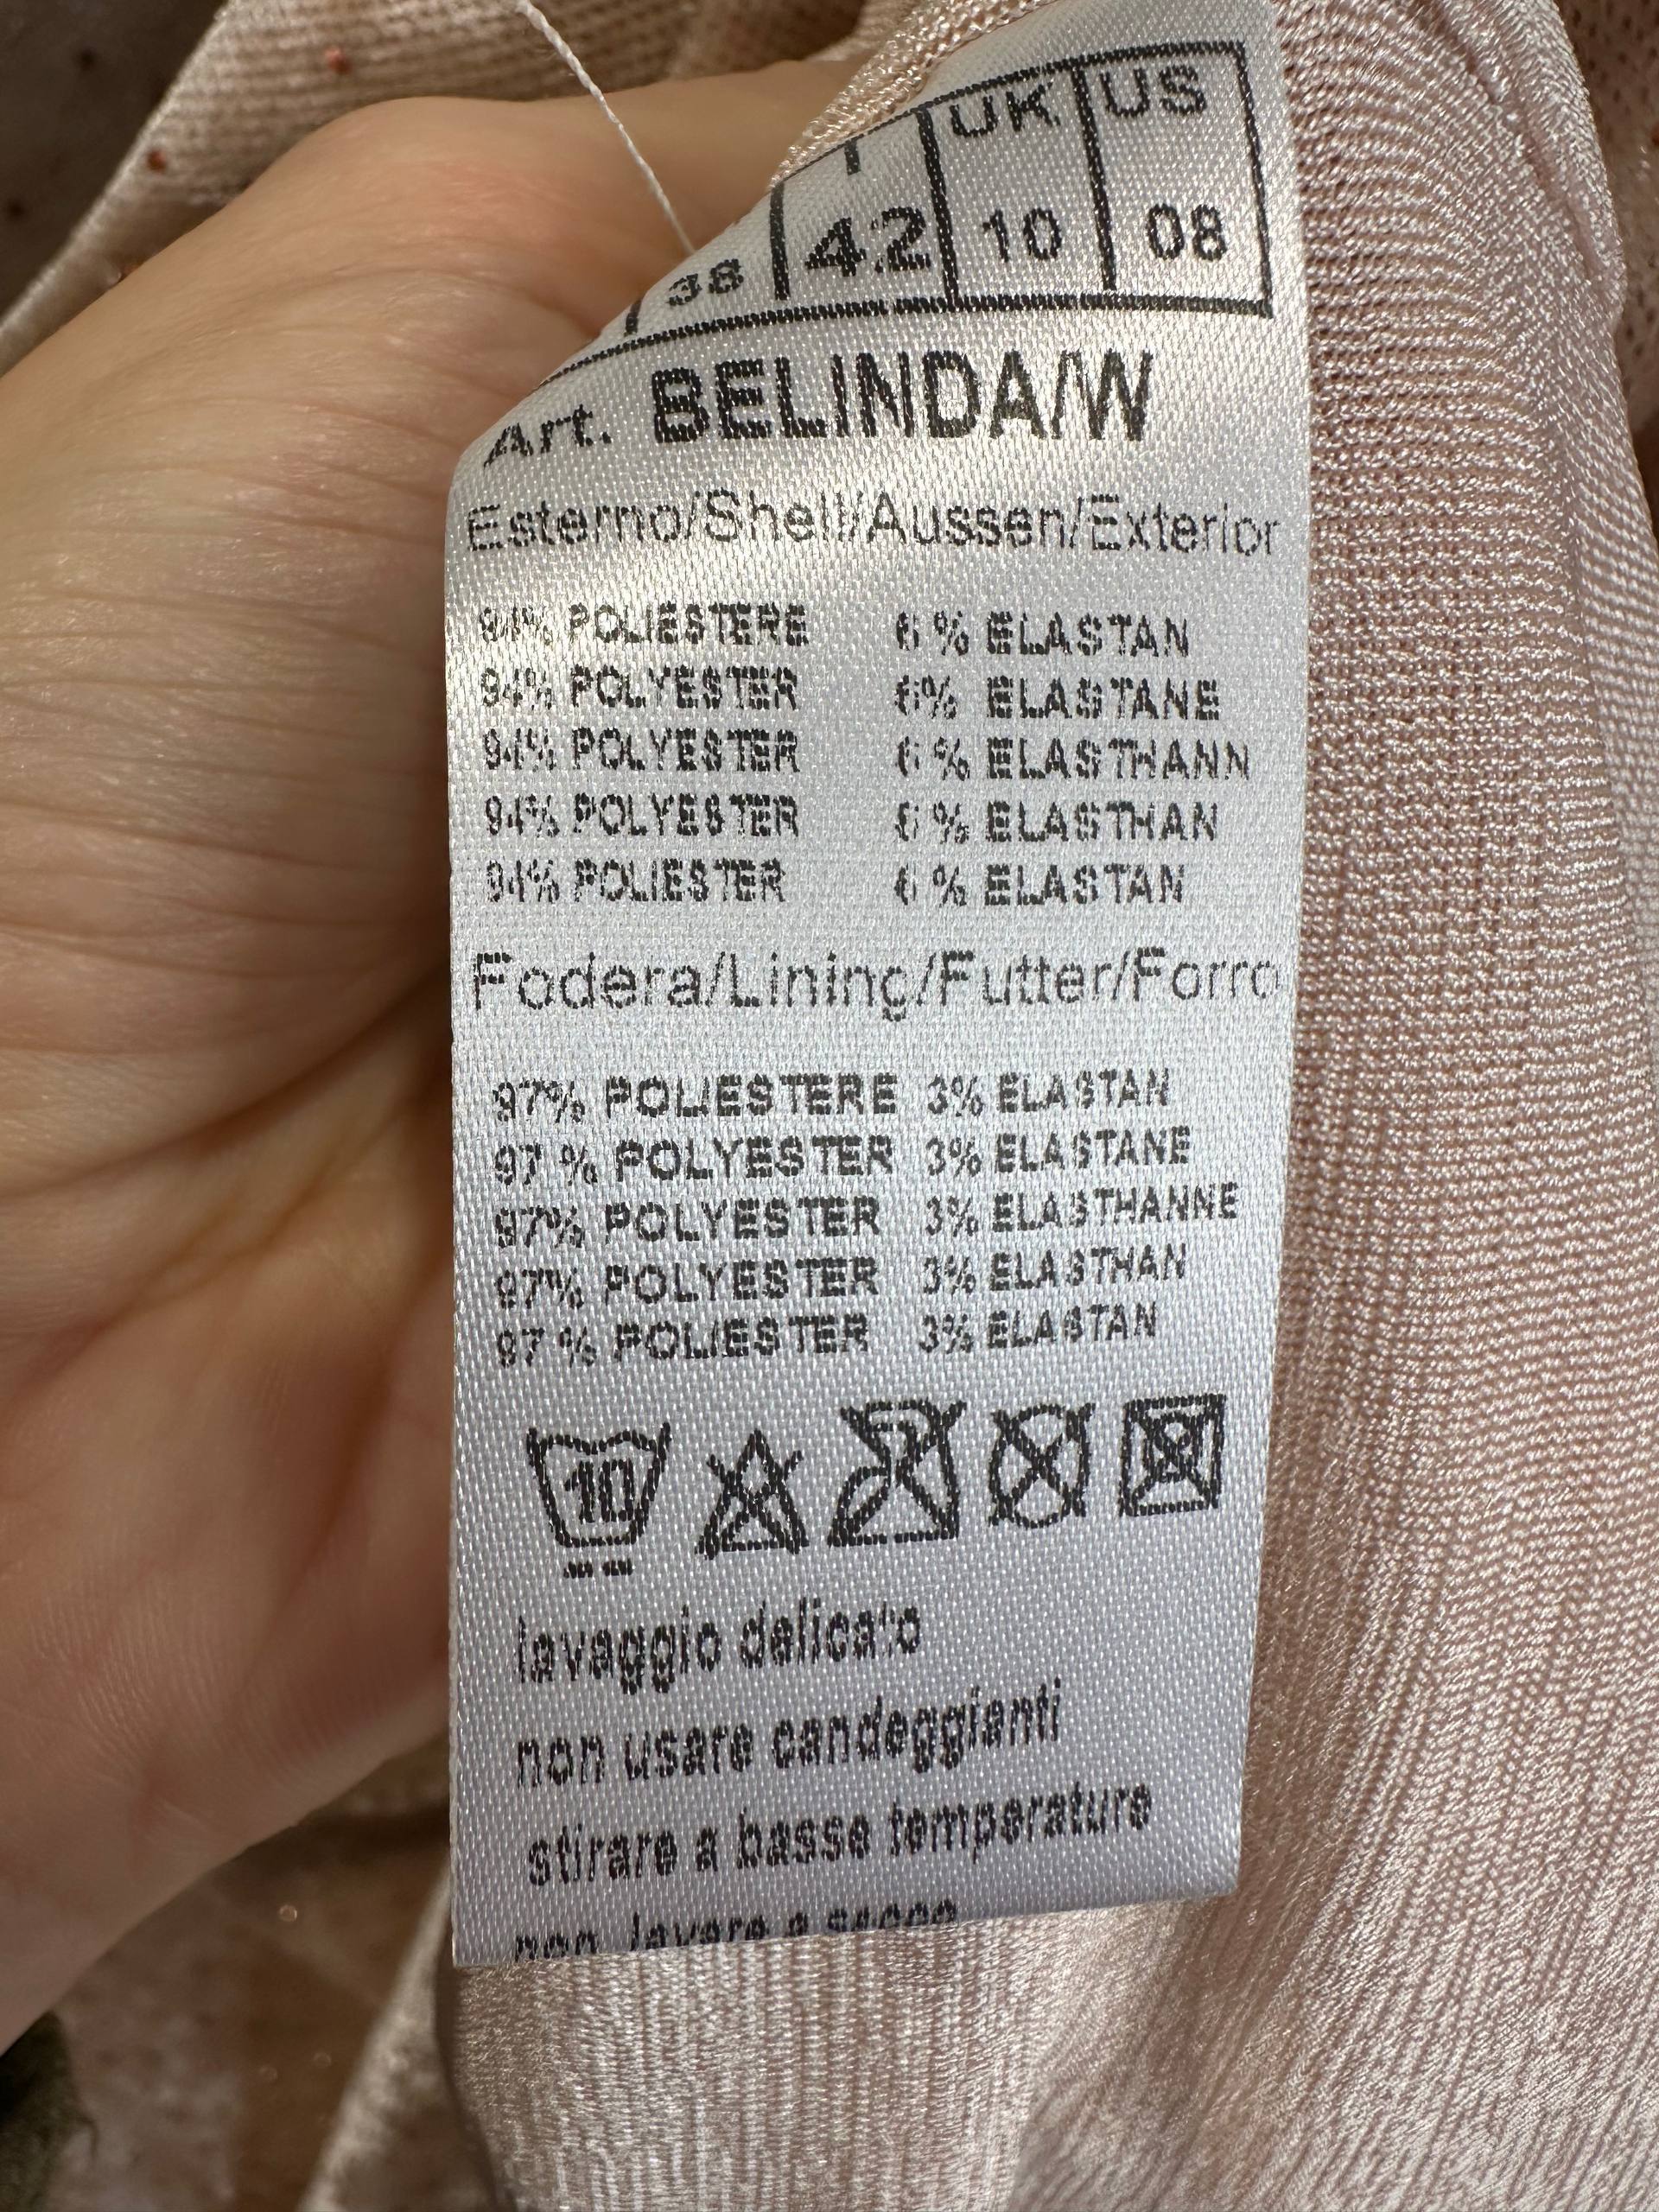 I UK US
38 42 10 08
Art. BELINDA/W
Esterno/Shell/Aussen/Exterior
94% POLIESTERE 6 % ELASTAN
94% POLYESTER 6% ELASTANE
94% POLYESTER 6 % ELASTHANN
94% POLYESTER 6 % ELASTHAN
94% POLIESTER 6 % ELASTAN
Fodera/Lining/Futter/Forro
97% POLIESTERE 3% ELASTAN
97 % POLYESTER 3% ELASTANE
97% POLYESTER 3% ELASTHANNE
97% POLYESTER 3% ELASTHAN
97 % POLIESTER 3% ELASTAN
10
lavaggio delicato
non usare candeggianti
stirare a basse temperature
non lavare a secco